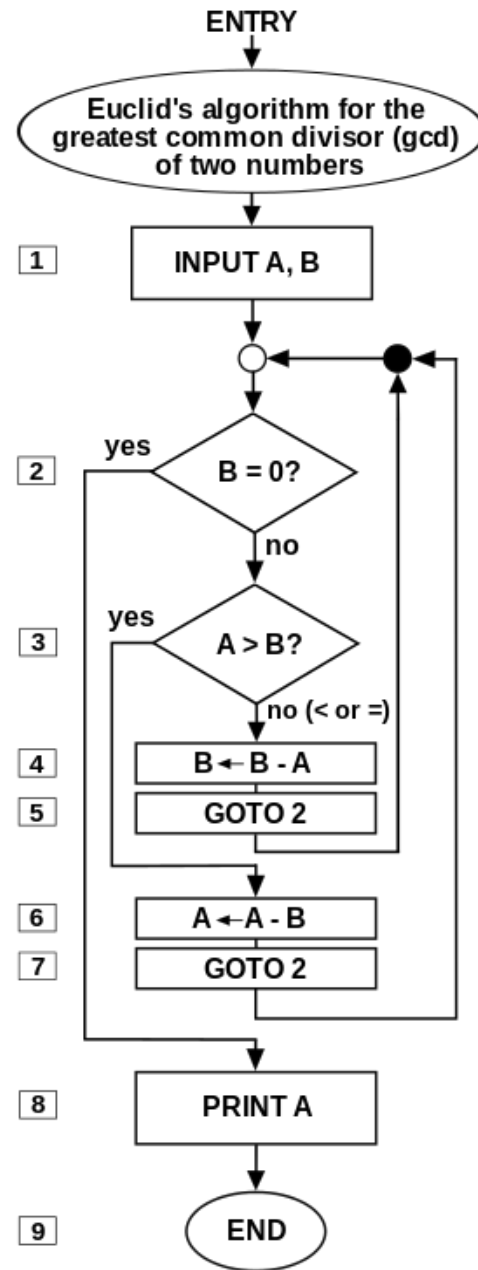 ENTRY
Euclid's algorithm for the
greatest common divisor (gcd)
of two numbers
1
INPUT A, B
yes
2
B = 0?
no
yes
3
A > B?
no (< or =)
4
B ← B - A
5
GOTO 2
6
A ← A - B
7
GOTO 2
8
PRINT A
9
END